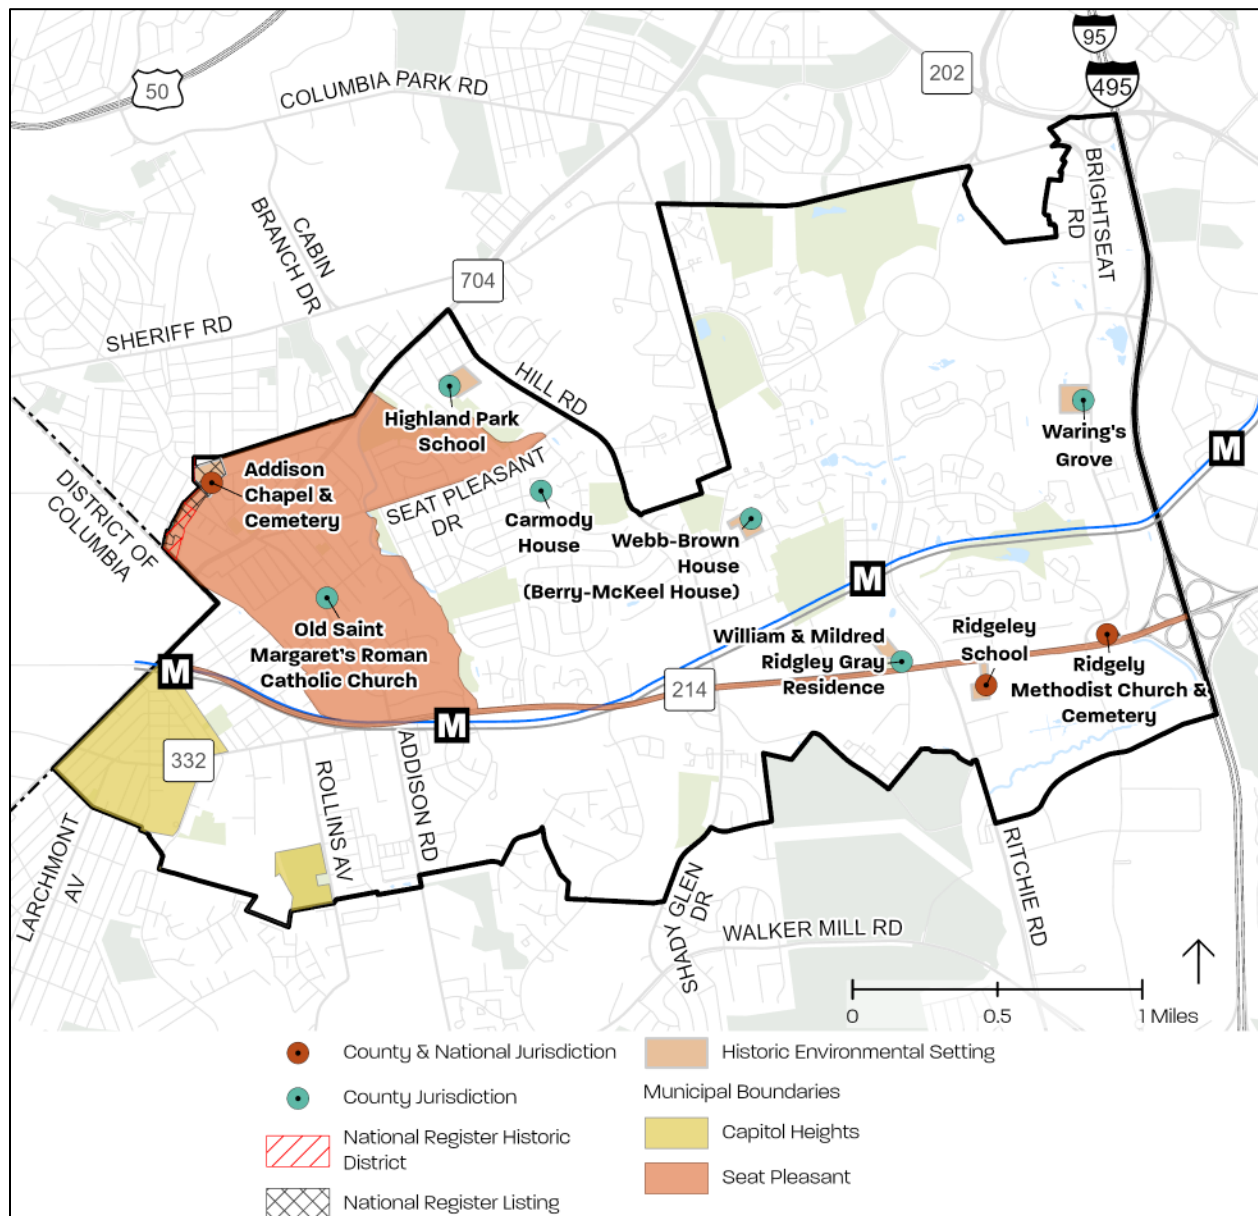 95
495
50
202
COLUMBIA PARK RD
BRIGHTSEAT
RD
CABIN
BRANCH DR
704
SHERIFF RD
HILL RD
Highland Park
School
Waring's
Grove
M
Addison
Chapel &
Cemetery
SEAT PLEASANT
DR
DISTRICT OF
COLUMBIA
Carmody
House
Webb-Brown
House
(Berry-McKeel House)
M
Old Saint
Margaret's Roman
Catholic Church
William & Mildred
Ridgley Gray
Residence
Ridgeley
School
Ridgely
Methodist Church &
Cemetery
M
214
M
332
ROLLINS AV
ADDISON RD
LARCHMONT
AV
SHADY GLEN
DR
RITCHIE RD
WALKER MILL RD
0 0.5 1 Miles
County & National Jurisdiction
County Jurisdiction
National Register Historic
District
National Register Listing
Historic Environmental Setting
Municipal Boundaries
Capitol Heights
Seat Pleasant